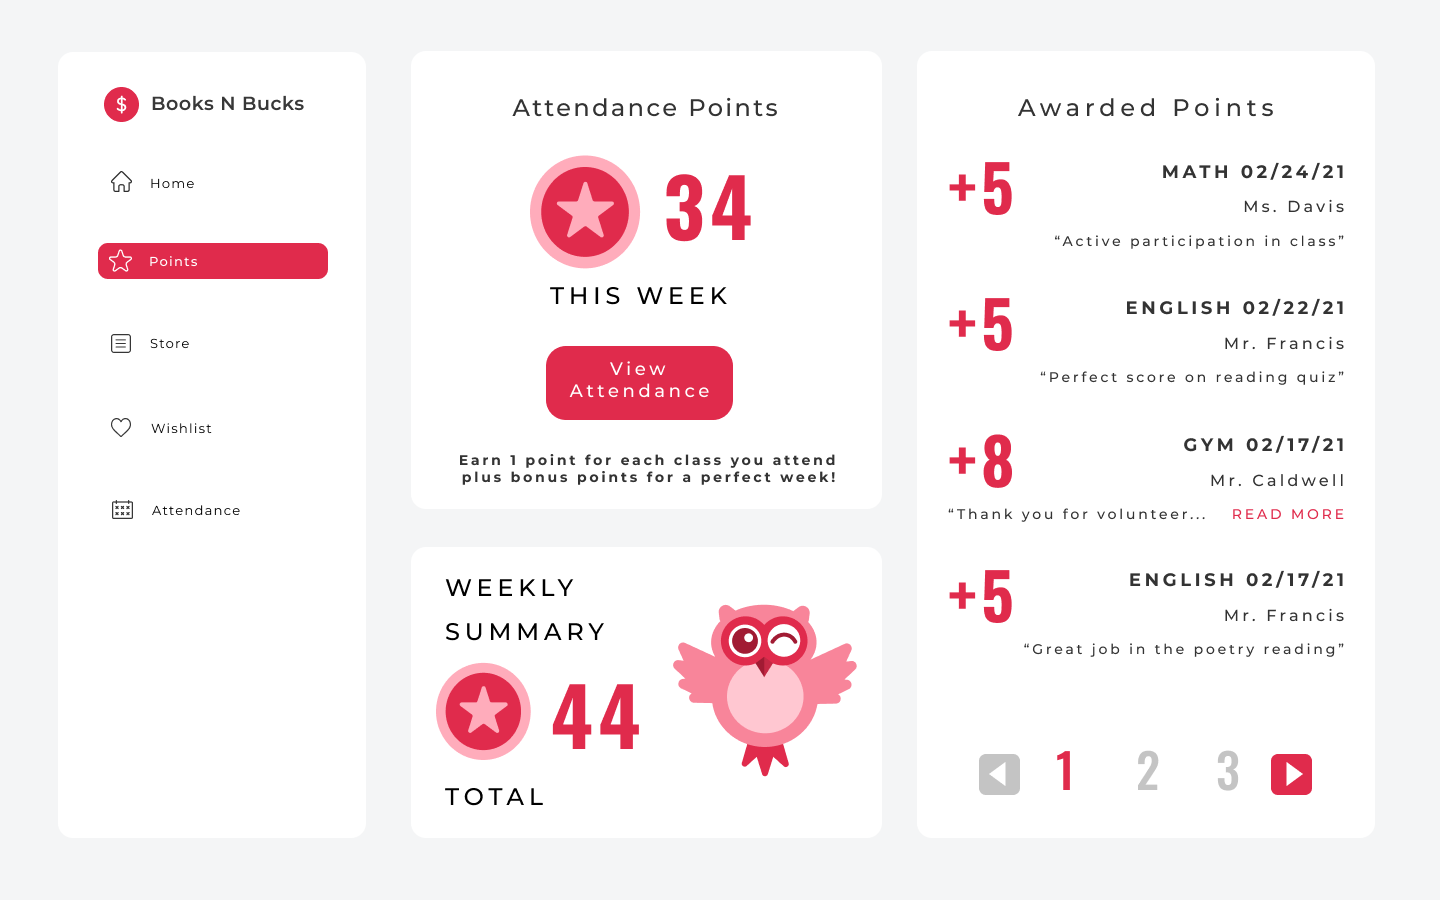 $ Books N Bucks
Home
Points
Store
Wishlist
Attendance
Attendance Points
34
THIS WEEK
View
Attendance
Earn 1 point for each class you attend
plus bonus points for a perfect week!
WEEKLY
SUMMARY
44
TOTAL
Awarded Points
+5
MATH 02/24/21
Ms. Davis
“Active participation in class”
+5
ENGLISH 02/22/21
Mr. Francis
“Perfect score on reading quiz”
+8
GYM 02/17/21
Mr. Caldwell
“Thank you for volunteer... READ MORE
+5
ENGLISH 02/17/21
Mr. Francis
“Great job in the poetry reading”
1 2 3